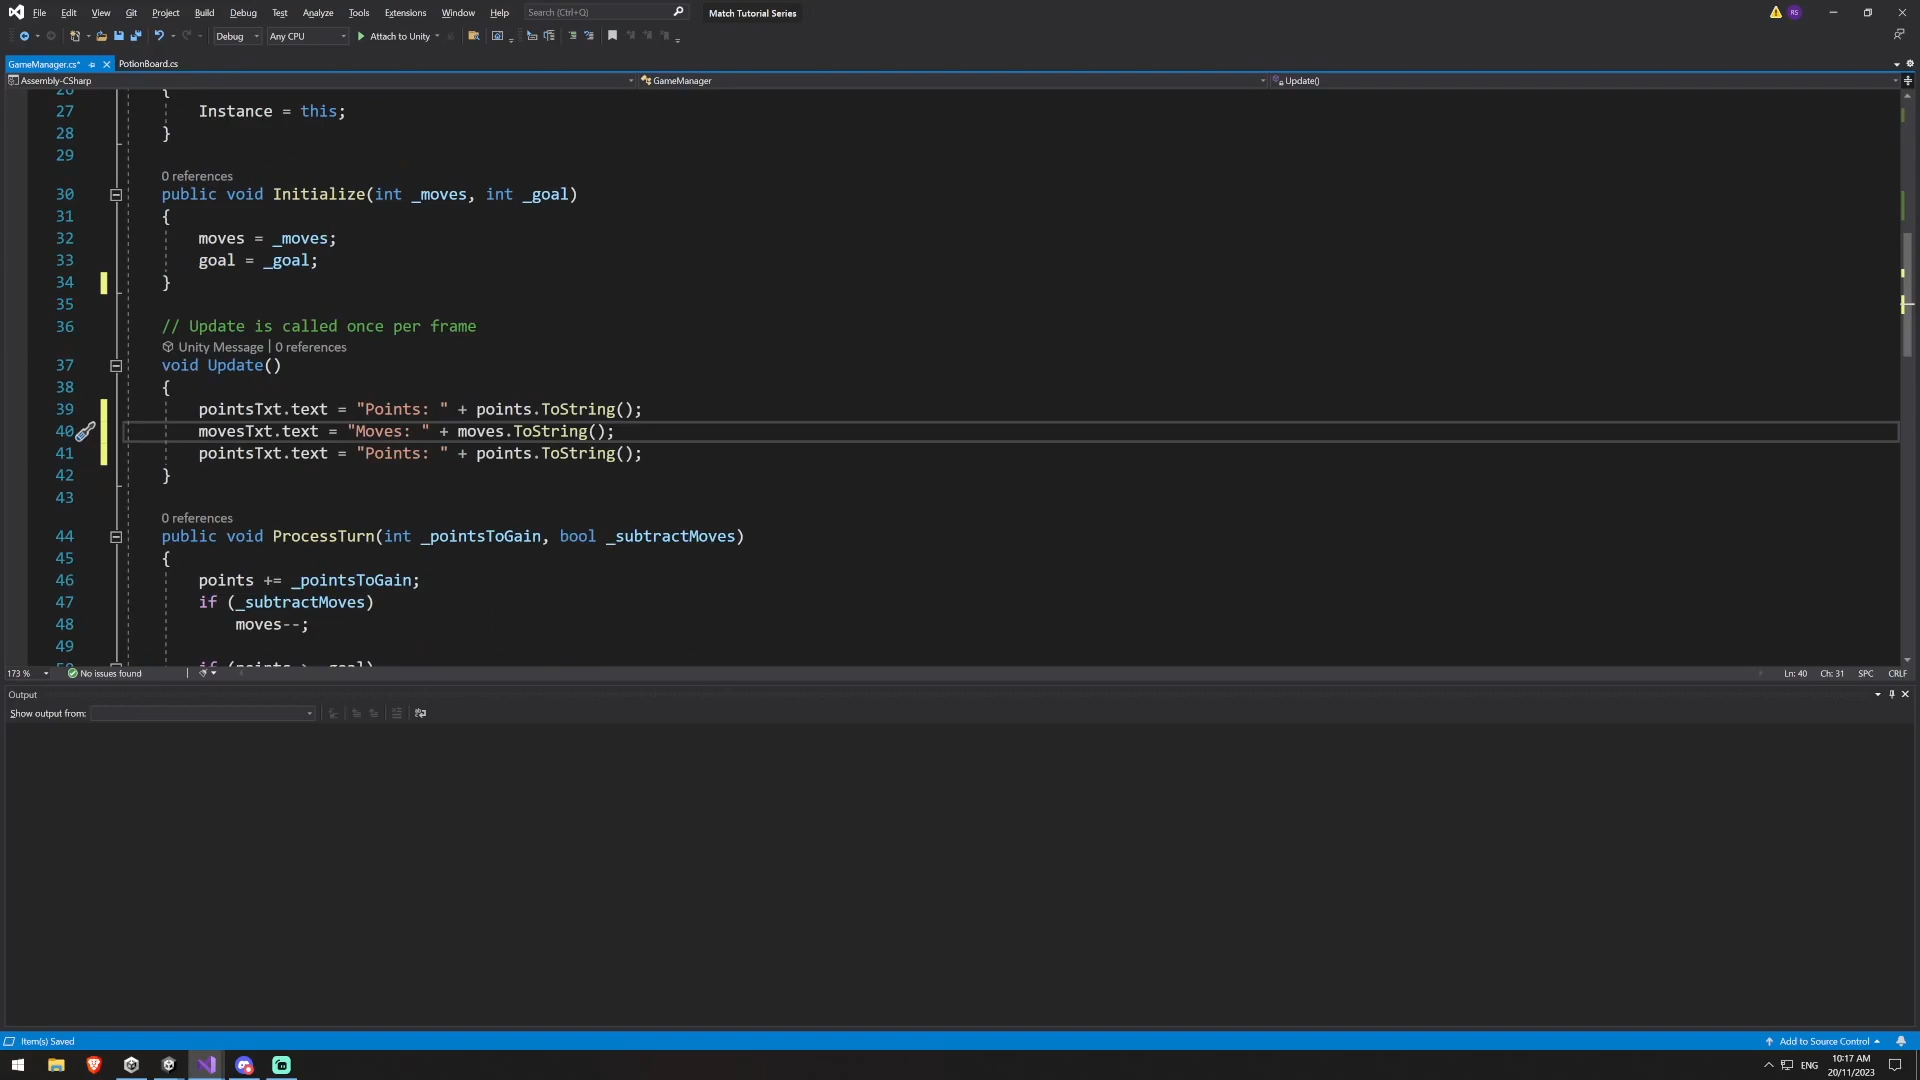 File Edit View Git Project Build Debug Test Analyze Tools Extensions Window Help Search (Ctrl+Q) Match Tutorial Series RS
Debug Any CPU Attach to Unity
GameManager.cs* PotionBoard.cs
Assembly-CSharp GameManager Update()
26 {
27 Instance = this;
28 }
29
0 references
30 public void Initialize(int _moves, int _goal)
31 {
32 moves = _moves;
33 goal = _goal;
34 }
35
36 // Update is called once per frame
Unity Message | 0 references
37 void Update()
38 {
39 pointsTxt.text = "Points: " + points.ToString();
40 movesTxt.text = "Moves: " + moves.ToString();
41 pointsTxt.text = "Points: " + points.ToString();
42 }
43
0 references
44 public void ProcessTurn(int _pointsToGain, bool _subtractMoves)
45 {
46 points += _pointsToGain;
47 if (_subtractMoves)
48 moves--;
49
173 % No issues found Ln: 40 Ch: 31 SPC CRLF
Output
Show output from:
Item(s) Saved Add to Source Control
ENG 10:17 AM
20/11/2023